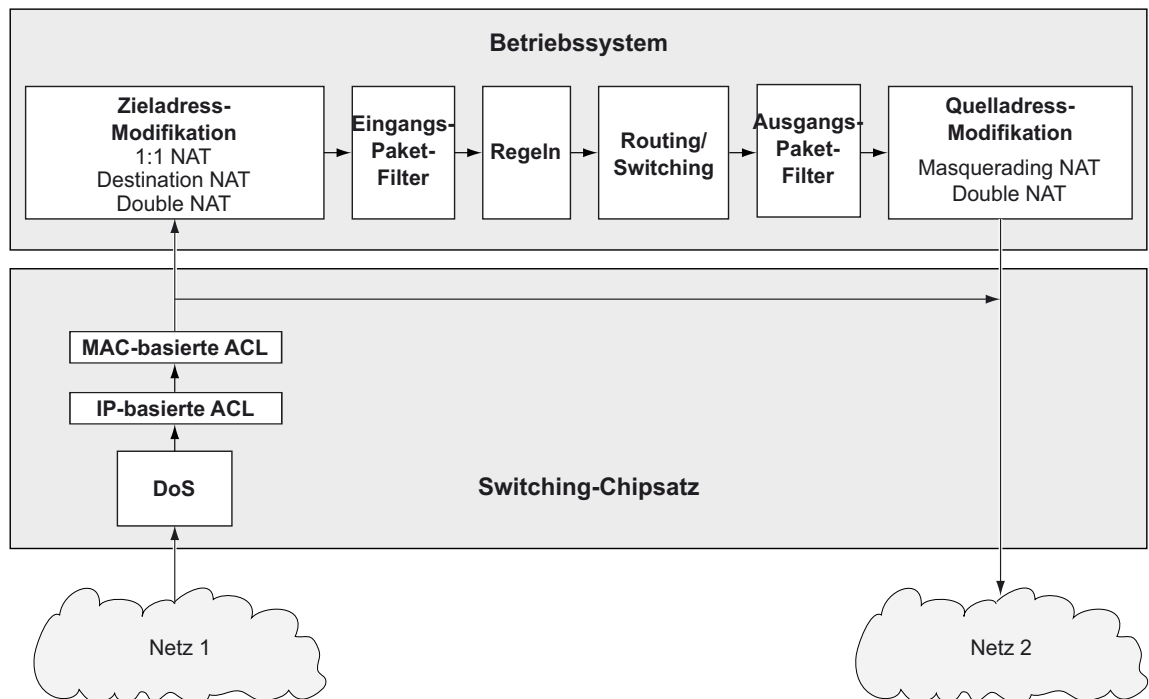 Betriebssystem
Zieladress-
Modifikation
1:1 NAT
Destination NAT
Double NAT
Eingangs-
Paket-
Filter
Regeln
Routing/
Switching
Ausgangs-
Paket-
Filter
Quelladress-
Modifikation
Masquerading NAT
Double NAT
MAC-basierte ACL
IP-basierte ACL
DoS
Switching-Chipsatz
Netz 1
Netz 2